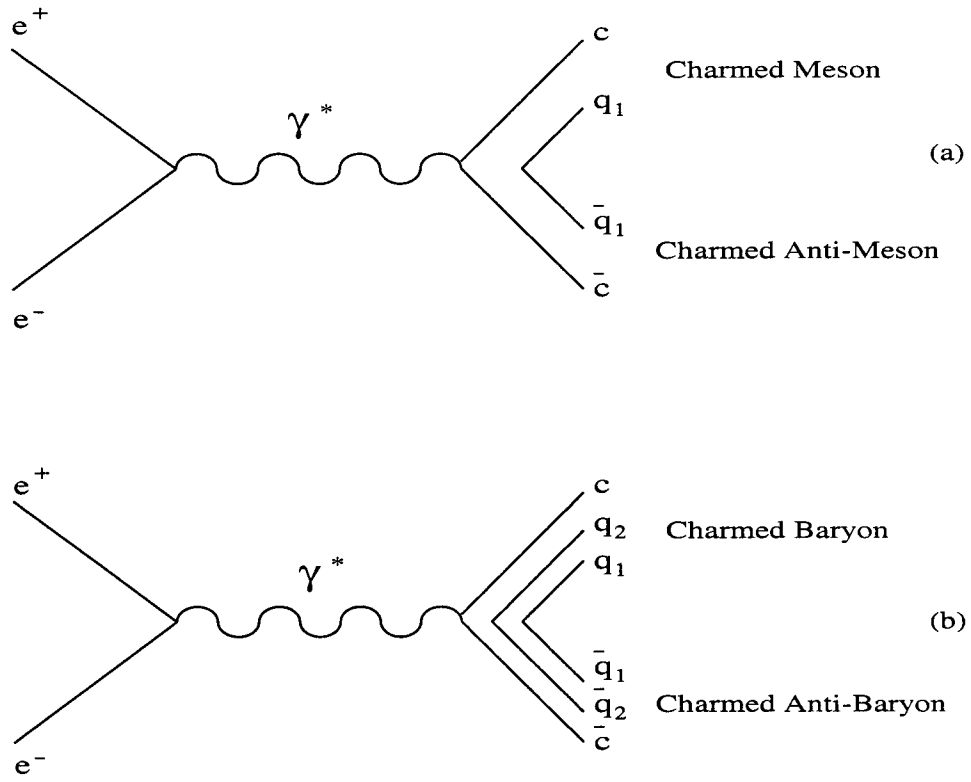 e⁺
c
Charmed Meson
q₁
γ*
(a)
q̄₁
Charmed Anti-Meson
c̄
e⁻
e⁺
c
q₂
Charmed Baryon
q₁
γ*
(b)
q̄₁
q̄₂
Charmed Anti-Baryon
c̄
e⁻